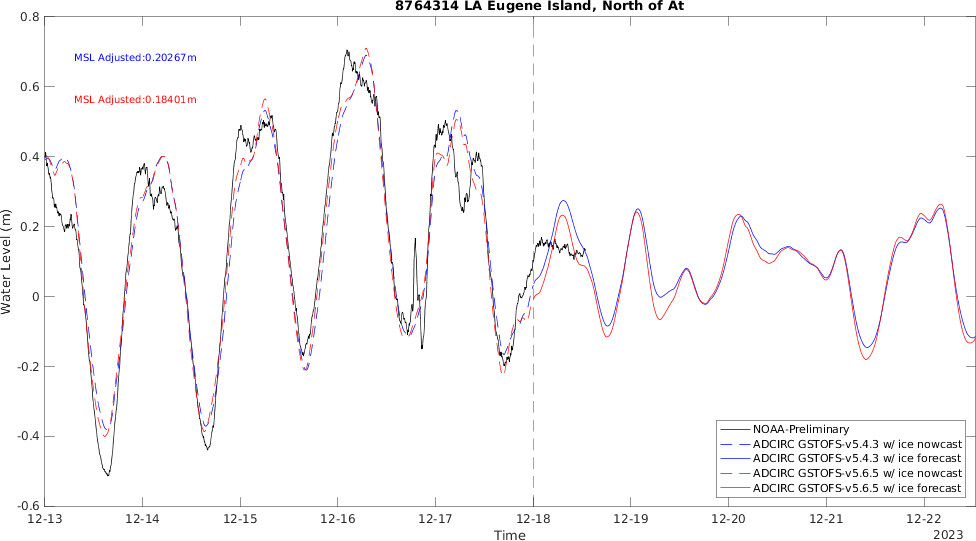 8764314 LA Eugene Island, North of At
MSL Adjusted:0.20267m
MSL Adjusted:0.18401m
Water Level (m)
0.8
0.6
0.4
0.2
0
-0.2
-0.4
-0.6
NOAA-Preliminary
ADCIRC GSTOFS-v5.4.3 w/ ice nowcast
ADCIRC GSTOFS-v5.4.3 w/ ice forecast
ADCIRC GSTOFS-v5.6.5 w/ ice nowcast
ADCIRC GSTOFS-v5.6.5 w/ ice forecast
12-13 12-14 12-15 12-16 12-17 12-18 12-19 12-20 12-21 12-22
Time
2023